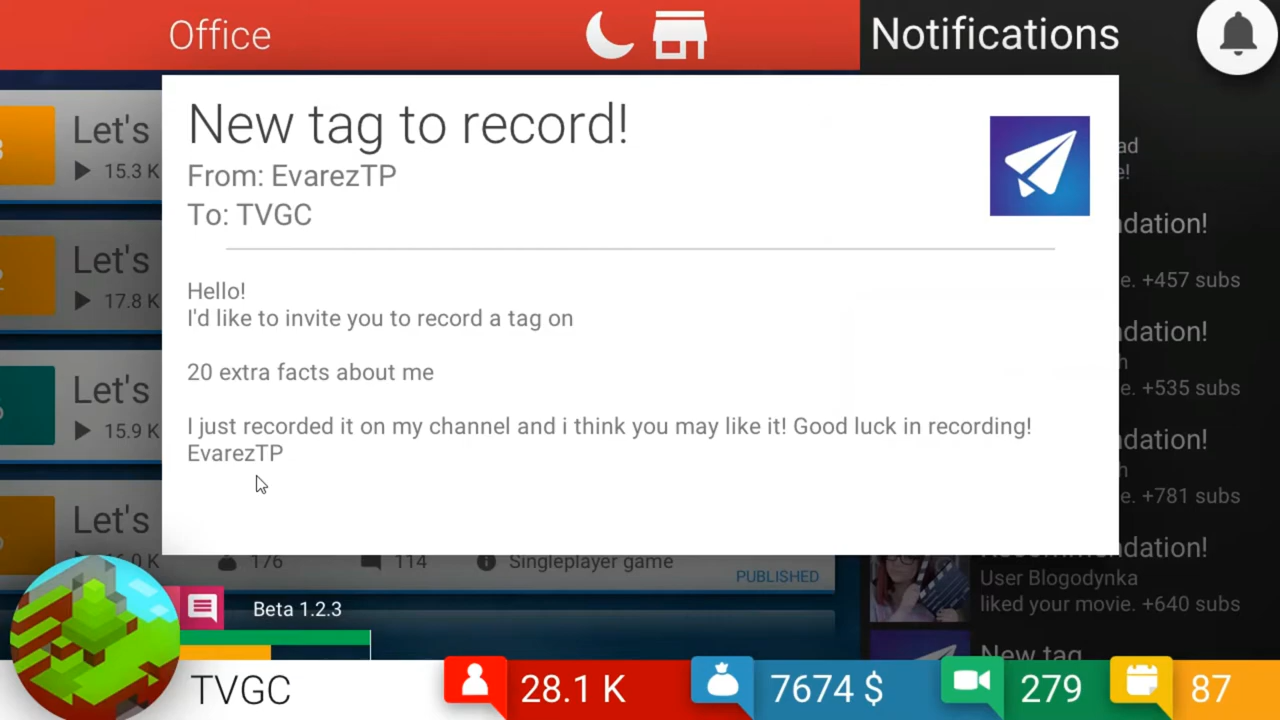 Office
Notifications
New tag to record!
From: EvarezTP
To: TVGC
Hello!
I'd like to invite you to record a tag on
20 extra facts about me
I just recorded it on my channel and i think you may like it! Good luck in recording!
EvarezTP
Let's
15.3 K
Let's
17.8 K
Let's
15.9 K
Let's
176
114
Singleplayer game
PUBLISHED
ad
e!
ndation!
e. +457 subs
ndation!
h
e. +535 subs
ndation!
h
e. +781 subs
ndation!
User Blogodynka
liked your movie. +640 subs
New tag
Beta 1.2.3
TVGC
28.1 K
7674 $
279
87